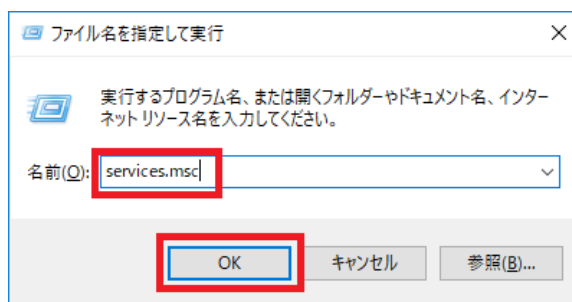 ファイル名を指定して実行
実行するプログラム名、または開くフォルダーやドキュメント名、インター
ネット リソース名を入力してください。
名前(O): services.msc
OK キャンセル 参照(B)...